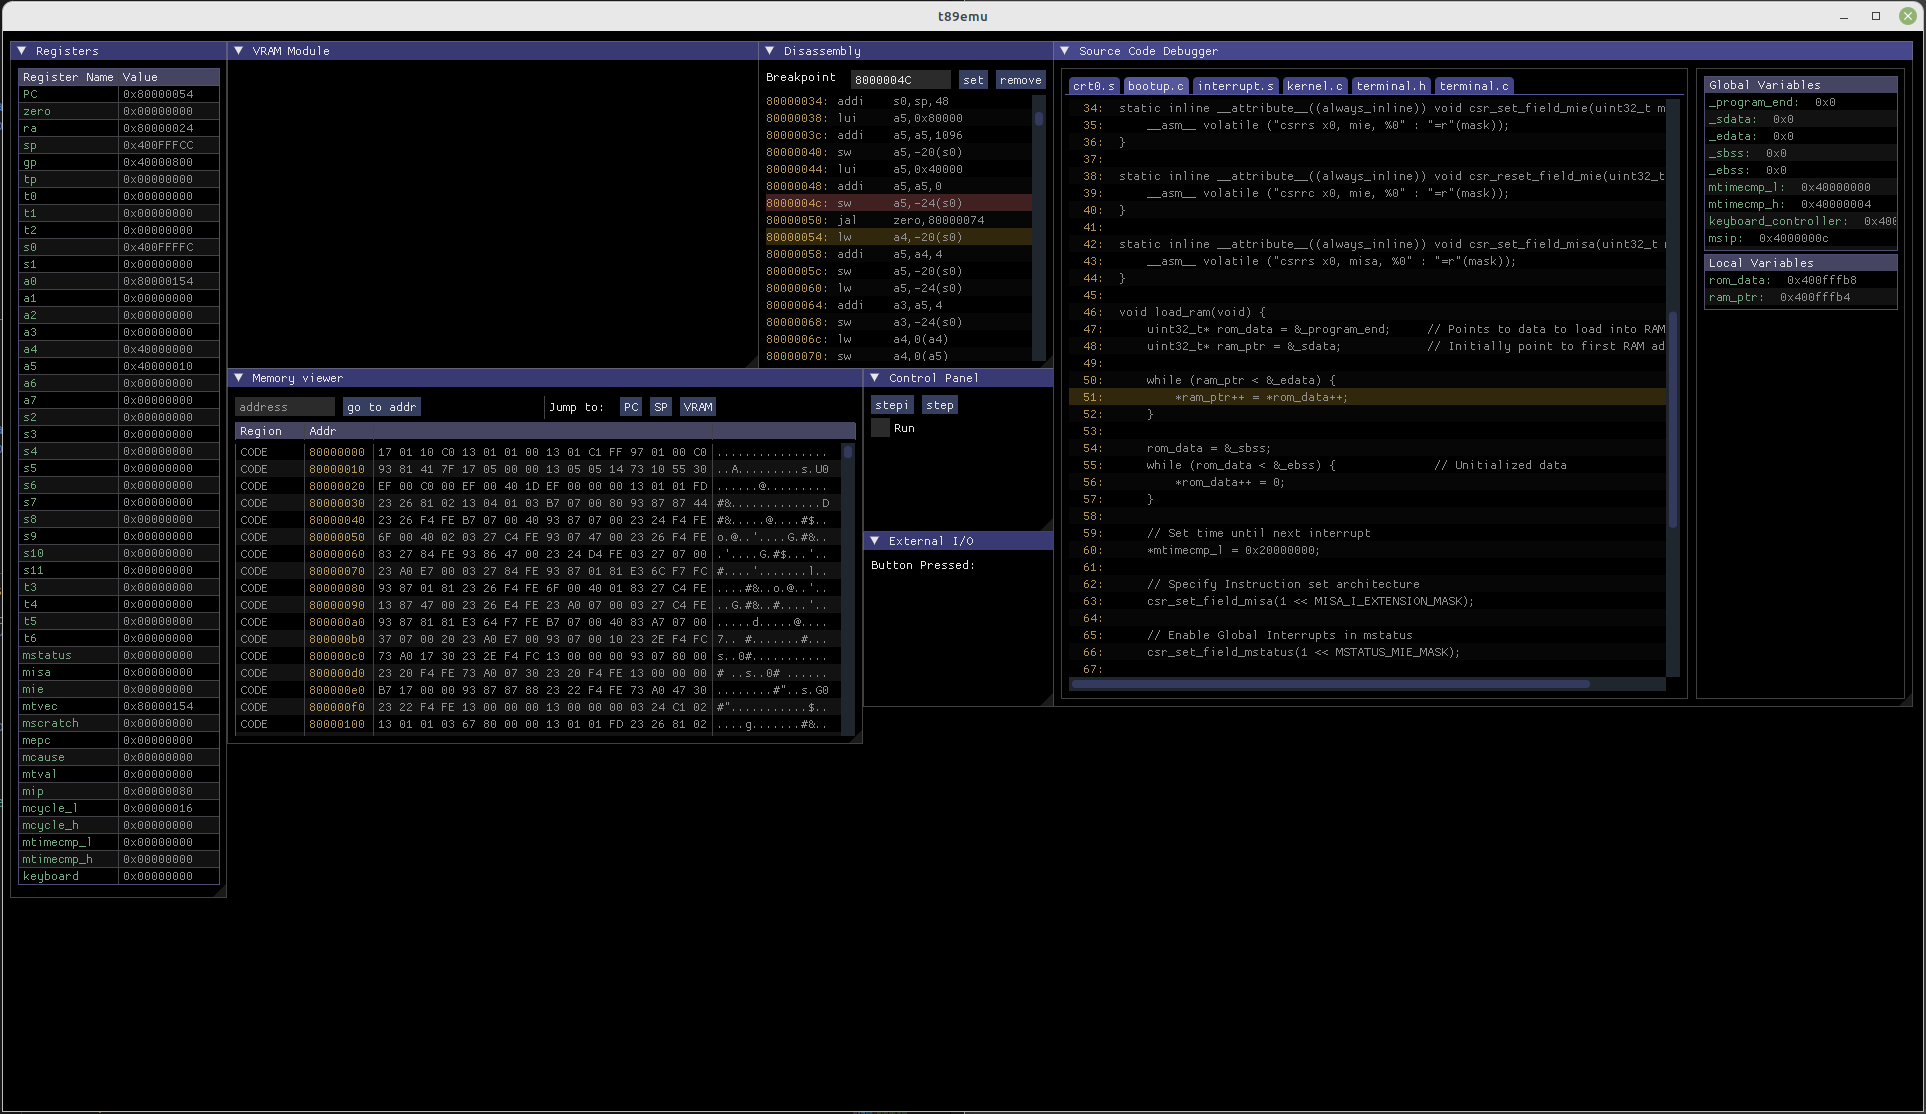 t89emu
Registers
Register Name Value
PC 0x80000054
zero 0x00000000
ra 0x80000024
sp 0x400FFFCC
gp 0x40000800
tp 0x00000000
t0 0x00000000
t1 0x00000000
t2 0x00000000
s0 0x400FFFFC
s1 0x00000000
a0 0x80000154
a1 0x00000000
a2 0x00000000
a3 0x00000000
a4 0x40000000
a5 0x40000010
a6 0x00000000
a7 0x00000000
s2 0x00000000
s3 0x00000000
s4 0x00000000
s5 0x00000000
s6 0x00000000
s7 0x00000000
s8 0x00000000
s9 0x00000000
s10 0x00000000
s11 0x00000000
t3 0x00000000
t4 0x00000000
t5 0x00000000
t6 0x00000000
mstatus 0x00000000
misa 0x00000000
mie 0x00000000
mtvec 0x80000154
mscratch 0x00000000
mepc 0x00000000
mcause 0x00000000
mtval 0x00000000
mip 0x00000080
mcycle_l 0x00000016
mcycle_h 0x00000000
mtimecmp_l 0x00000000
mtimecmp_h 0x00000000
keyboard 0x00000000
VRAM Module
Disassembly
Breakpoint 8000004C set remove
80000034: addi s0,sp,48
80000038: lui a5,0x80000
8000003c: addi a5,a5,1096
80000040: sw a5,-20(s0)
80000044: lui a5,0x40000
80000048: addi a5,a5,0
8000004c: sw a5,-24(s0)
80000050: jal zero,80000074
80000054: lw a4,-20(s0)
80000058: addi a5,a4,4
8000005c: sw a5,-20(s0)
80000060: lw a5,-24(s0)
80000064: addi a3,a5,4
80000068: sw a3,-24(s0)
8000006c: lw a4,0(a4)
80000070: sw a4,0(a5)
Memory viewer
address go to addr Jump to: PC SP VRAM
Region Addr
CODE 80000000 17 01 10 C0 13 01 01 00 13 01 C1 FF 97 01 00 C0 ................
CODE 80000010 93 81 41 7F 17 05 00 00 13 05 05 14 73 10 55 30 ..A.........s.U0
CODE 80000020 EF 00 C0 00 EF 00 40 1D EF 00 00 00 13 01 01 FD ......@.........
CODE 80000030 23 26 81 02 13 04 01 03 B7 07 00 80 93 87 87 44 #&.............D
CODE 80000040 23 26 F4 FE B7 07 00 40 93 87 07 00 23 24 F4 FE #&.....@....#$..
CODE 80000050 6F 00 40 02 03 27 C4 FE 93 07 47 00 23 26 F4 FE o.@..'....G.#&..
CODE 80000060 83 27 84 FE 93 86 47 00 23 24 D4 FE 03 27 07 00 .'....G.#$...'..
CODE 80000070 23 A0 E7 00 03 27 84 FE 93 87 01 81 E3 6C F7 FC #....'.......l..
CODE 80000080 93 87 01 81 23 26 F4 FE 6F 00 40 01 83 27 C4 FE ....#&..o.@..'..
CODE 80000090 13 87 47 00 23 26 E4 FE 23 A0 07 00 03 27 C4 FE ..G.#&..#....'..
CODE 800000a0 93 87 81 81 E3 64 F7 FE B7 07 00 40 83 A7 07 00 .....d.....@....
CODE 800000b0 37 07 00 20 23 A0 E7 00 93 07 00 10 23 2E F4 FC 7.. #.......#...
CODE 800000c0 73 A0 17 30 23 2E F4 FC 13 00 00 00 93 07 80 00 s..0#...........
CODE 800000d0 23 20 F4 FE 73 A0 07 30 23 20 F4 FE 13 00 00 00 # ..s..0# ......
CODE 800000e0 B7 17 00 00 93 87 87 88 23 22 F4 FE 73 A0 47 30 ........#"..s.G0
CODE 800000f0 23 22 F4 FE 13 00 00 00 13 00 00 00 03 24 C1 02 #"...........$..
CODE 80000100 13 01 01 03 67 80 00 00 13 01 01 FD 23 26 81 02 ....g.......#&..
Control Panel
stepi step
Run
External I/O
Button Pressed:
Source Code Debugger
crt0.s bootup.c interrupt.s kernel.c terminal.h terminal.c
34: static inline __attribute__((always_inline)) void csr_set_field_mie(uint32_t m
35: __asm__ volatile ("csrrs x0, mie, %0" : "=r"(mask));
36: }
37:
38: static inline __attribute__((always_inline)) void csr_reset_field_mie(uint32_t
39: __asm__ volatile ("csrrc x0, mie, %0" : "=r"(mask));
40: }
41:
42: static inline __attribute__((always_inline)) void csr_set_field_misa(uint32_t
43: __asm__ volatile ("csrrs x0, misa, %0" : "=r"(mask));
44: }
45:
46: void load_ram(void) {
47: uint32_t* rom_data = &_program_end; // Points to data to load into RAM
48: uint32_t* ram_ptr = &_sdata; // Initially point to first RAM ad
49:
50: while (ram_ptr < &_edata) {
51: *ram_ptr++ = *rom_data++;
52: }
53:
54: rom_data = &_sbss;
55: while (rom_data < &_ebss) { // Unitialized data
56: *rom_data++ = 0;
57: }
58:
59: // Set time until next interrupt
60: *mtimecmp_l = 0x20000000;
61:
62: // Specify Instruction set architecture
63: csr_set_field_misa(1 << MISA_I_EXTENSION_MASK);
64:
65: // Enable Global Interrupts in mstatus
66: csr_set_field_mstatus(1 << MSTATUS_MIE_MASK);
67:
Global Variables
_program_end: 0x0
_sdata: 0x0
_edata: 0x0
_sbss: 0x0
_ebss: 0x0
mtimecmp_l: 0x40000000
mtimecmp_h: 0x40000004
keyboard_controller: 0x400
msip: 0x4000000c
Local Variables
rom_data: 0x400fffb8
ram_ptr: 0x400fffb4